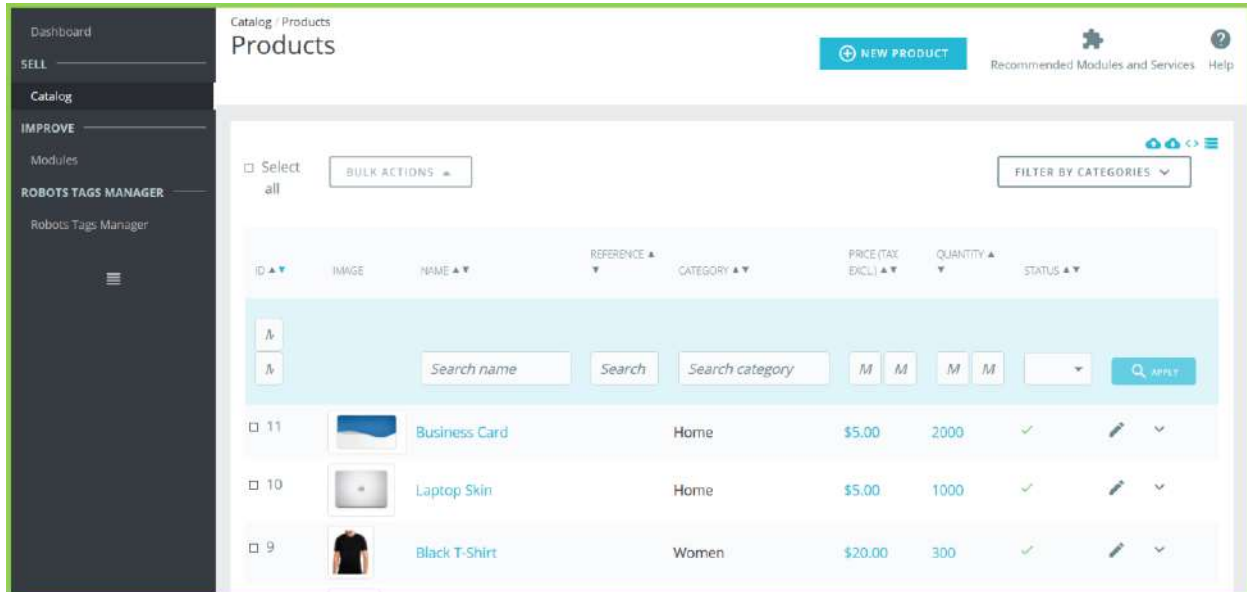 Dashboard
SELL
Catalog
IMPROVE
Modules
ROBOTS TAGS MANAGER
Robots Tags Manager
Catalog / Products
Products
NEW PRODUCT
Recommended Modules and Services
Help
Select
all
BULK ACTIONS
FILTER BY CATEGORIES
ID
IMAGE
NAME
REFERENCE
CATEGORY
PRICE (TAX
EXCL.)
QUANTITY
STATUS
Search name
Search
Search category
M M
M M
APPLY
11 Business Card Home $5.00 2000
10 Laptop Skin Home $5.00 1000
9 Black T-Shirt Women $20.00 300